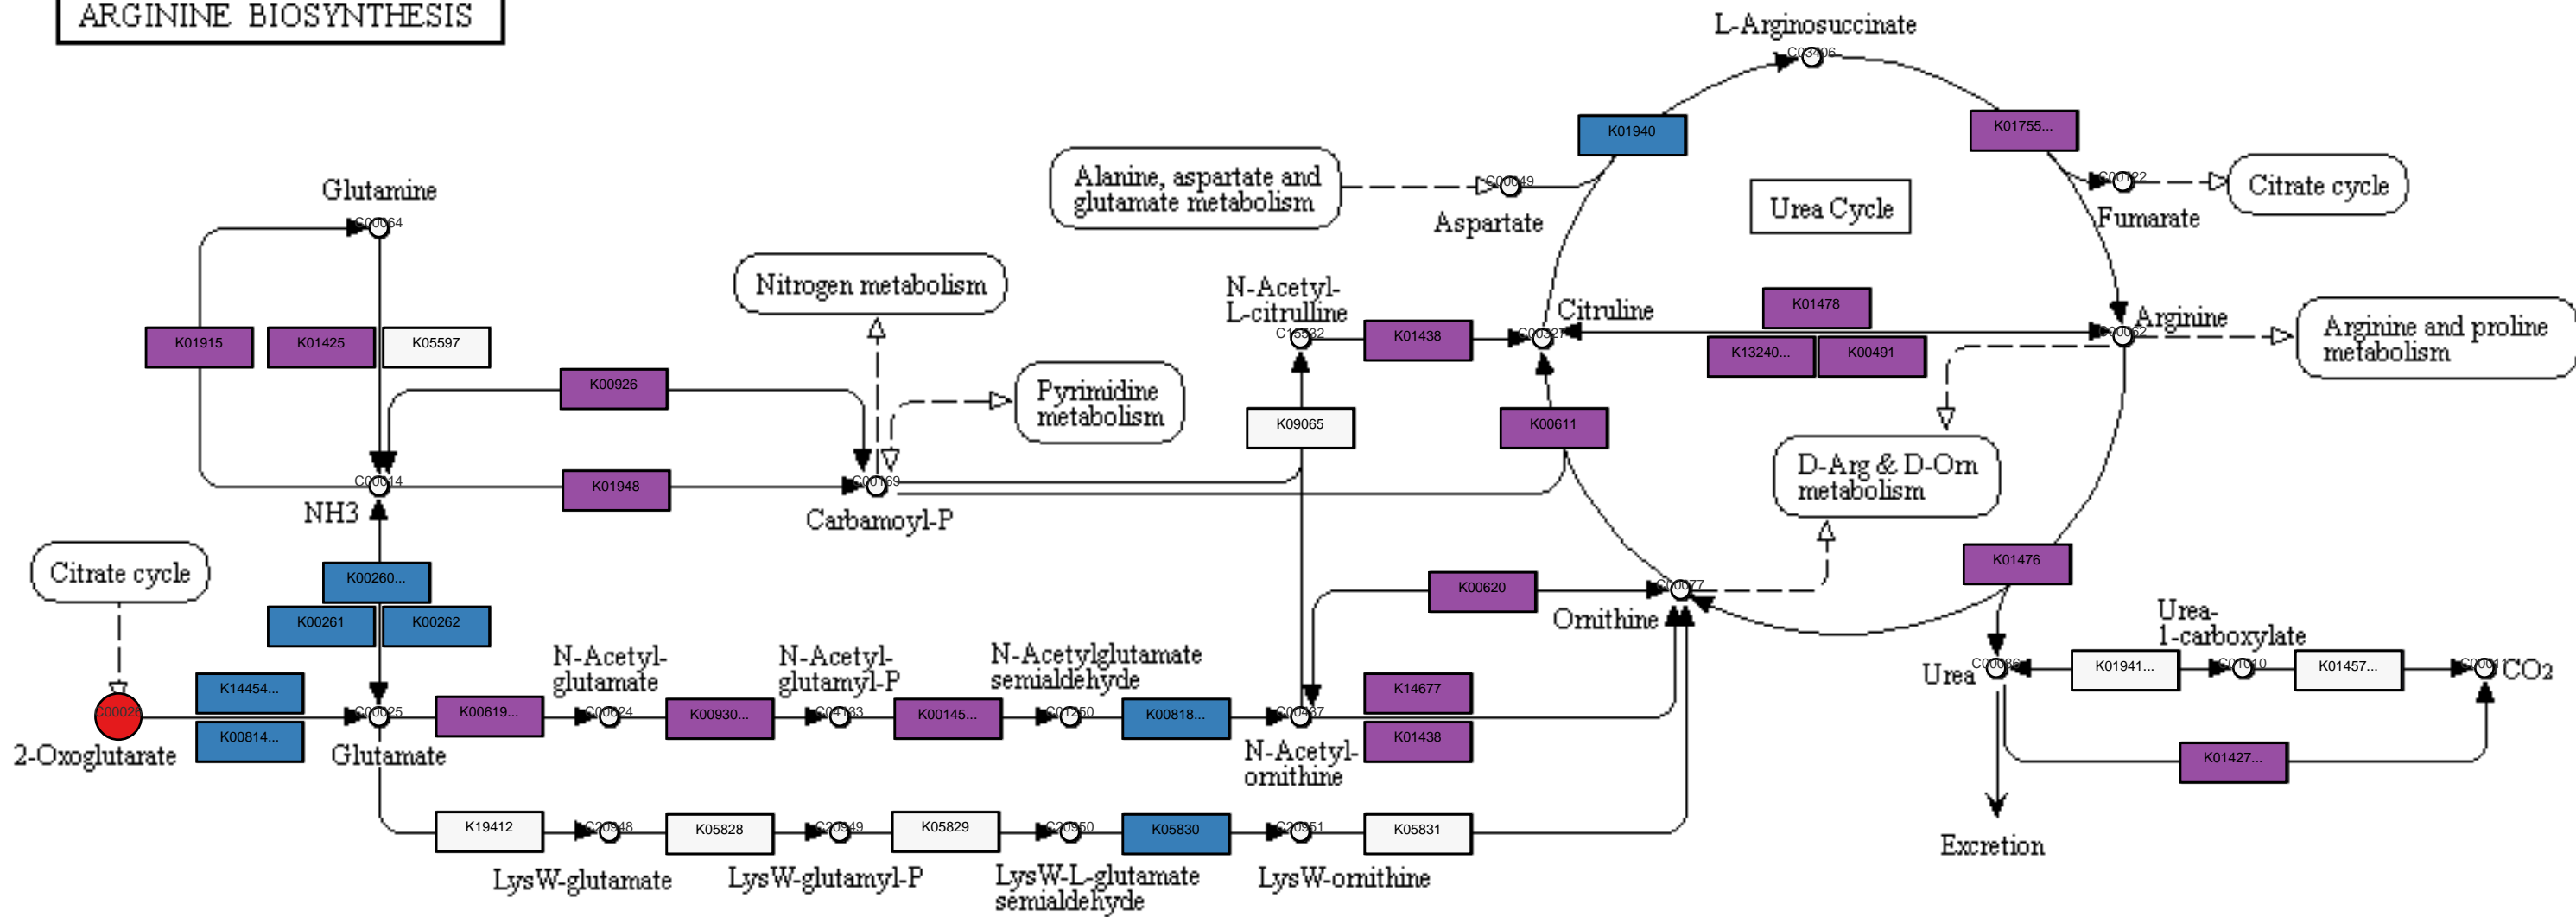 ARGININE BIOSYNTHESIS
L-Arginosuccinate
C03406
K01940
K01755...
Alanine, aspartate and
glutamate metabolism
C00049
Aspartate
Urea Cycle
C00122
Fumarate
Citrate cycle
Glutamine
C00064
Nitrogen metabolism
N-Acetyl-
L-citrulline
C15532
K01438
Citruline
C00327
K01478
K13240...
K00491
C00062
Arginine
Arginine and proline
metabolism
K01915
K01425
K05597
K00926
Pyrimidine
metabolism
K09065
K00611
D-Arg & D-Orn
metabolism
C00014
NH3
K01948
C00169
Carbamoyl-P
Citrate cycle
K00260...
K00261
K00262
K00620
C00077
Ornithine
K01476
Urea-
1-carboxylate
Urea
C00086
K01941...
C01010
K01457...
C00011
CO2
N-Acetyl-
glutamate
N-Acetyl-
glutamyl-P
N-Acetylglutamate
semialdehyde
C00026
2-Oxoglutarate
K14454...
K00814...
C00025
Glutamate
K00619...
C00624
K00930...
C04133
K00145...
C01250
K00818...
C00437
N-Acetyl-
ornithine
K14677
K01438
K01427...
K19412
C20948
K05828
C20949
K05829
C20950
K05830
C20951
K05831
LysW-glutamate
LysW-glutamyl-P
LysW-L-glutamate
semialdehyde
LysW-ornithine
Excretion